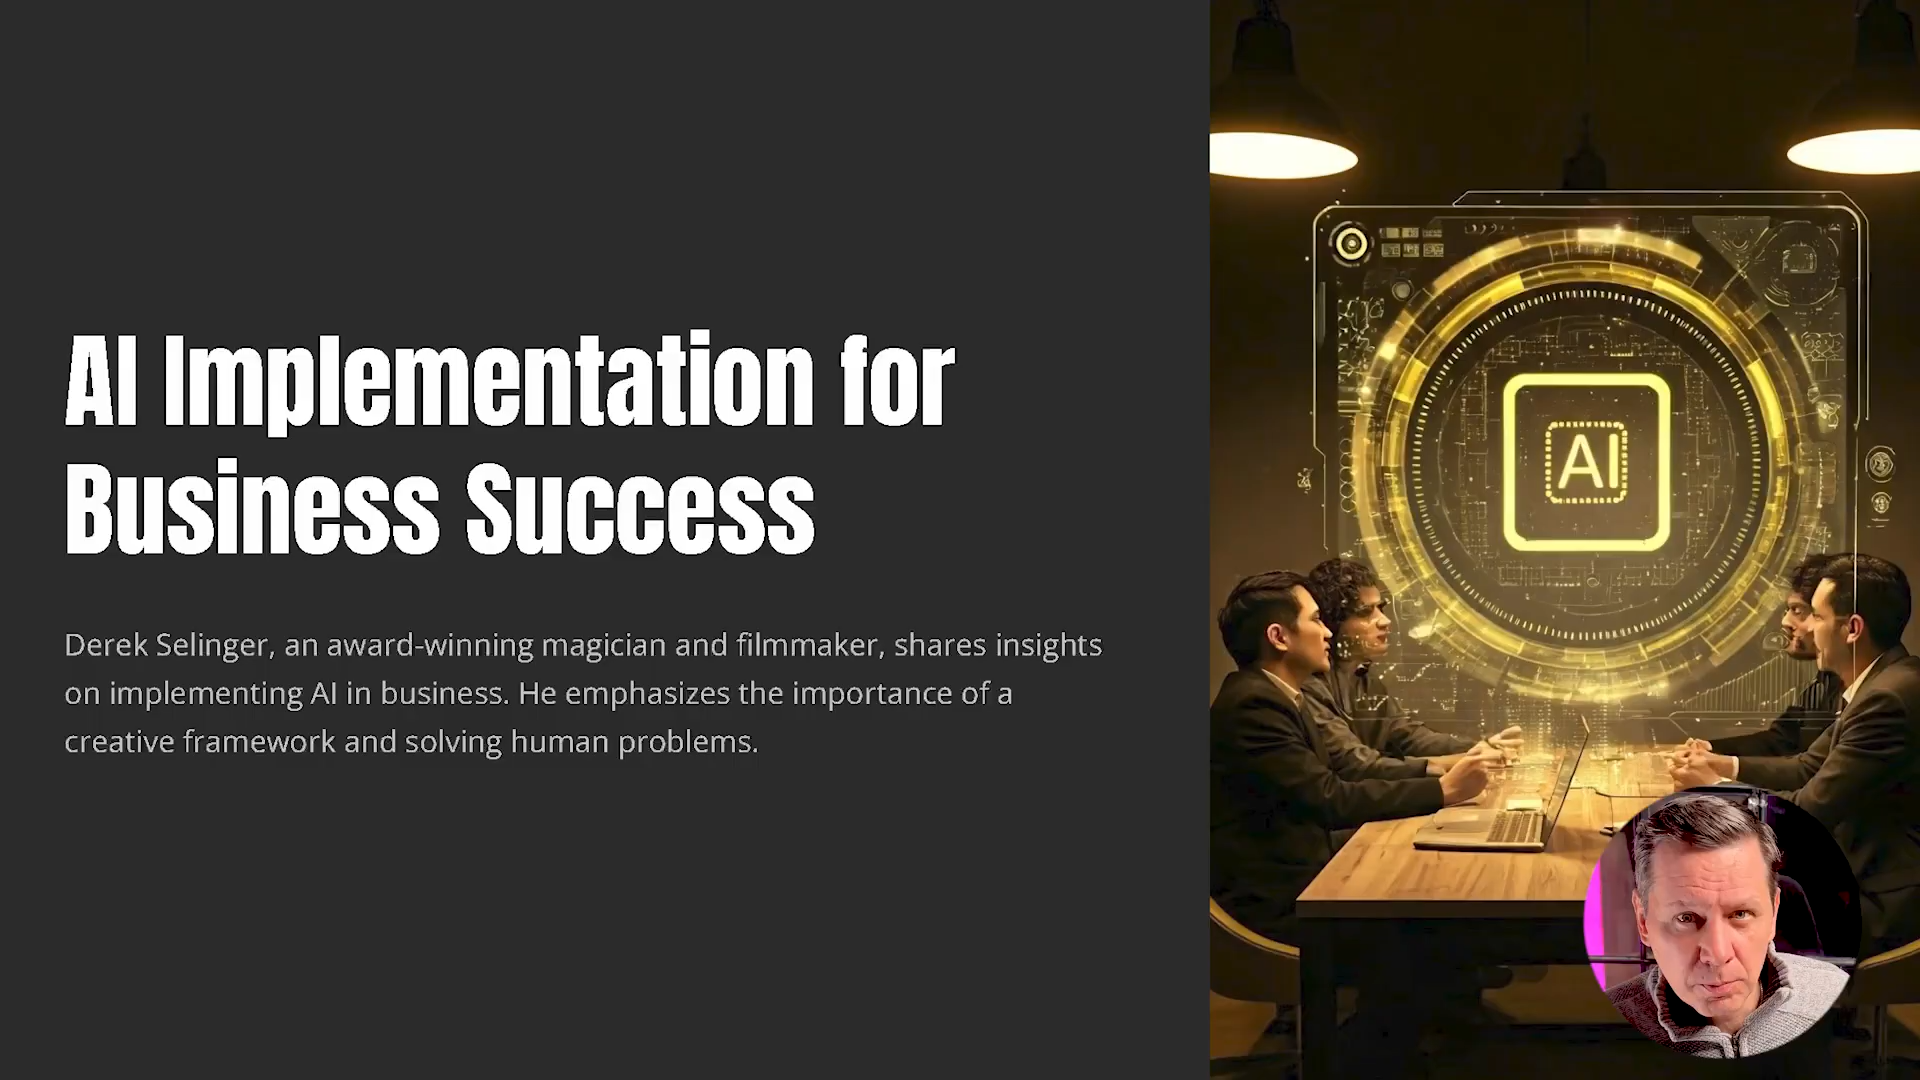 AI Implementation for
Business Success
Derek Selinger, an award-winning magician and filmmaker, shares insights
on implementing AI in business. He emphasizes the importance of a
creative framework and solving human problems.
AI